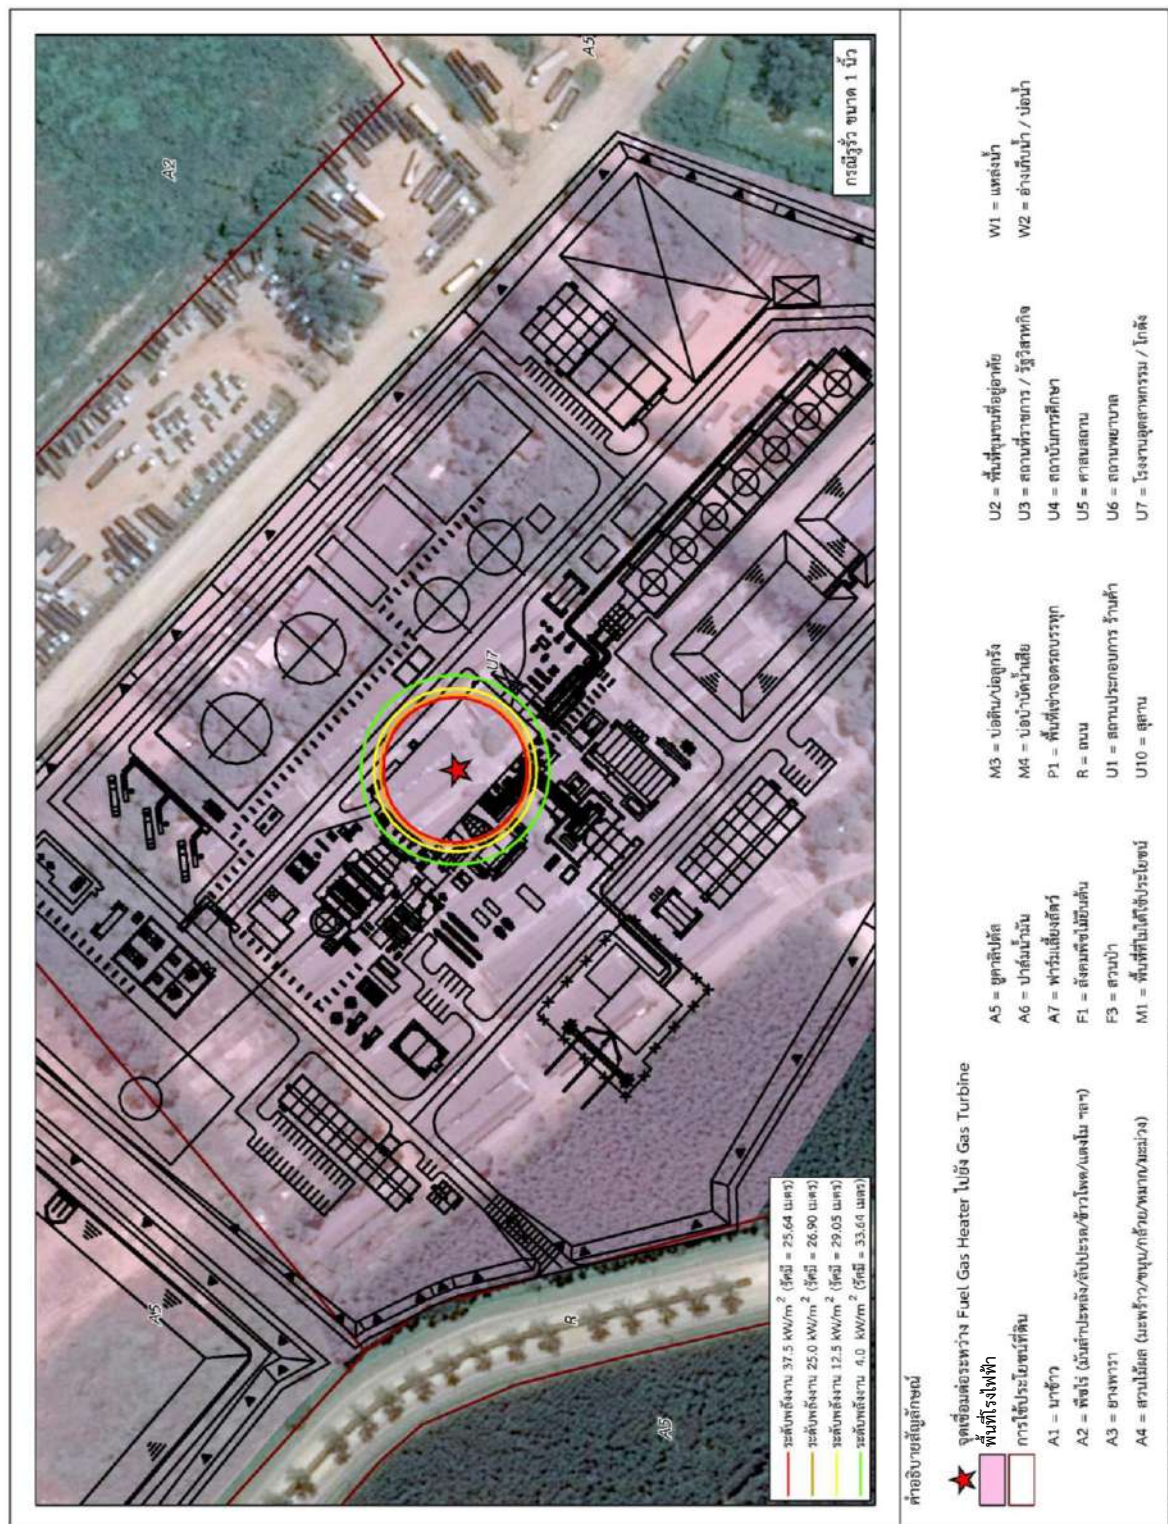 A2
A5
กรณีรูรั่ว ขนาด 1 นิ้ว
U7
A5
R
A5
ระดับพลังงาน 37.5 kW/m² (รัศมี = 25.64 เมตร)
ระดับพลังงาน 25.0 kW/m² (รัศมี = 26.90 เมตร)
ระดับพลังงาน 12.5 kW/m² (รัศมี = 29.05 เมตร)
ระดับพลังงาน 4.0 kW/m² (รัศมี = 33.64 เมตร)
คำอธิบายสัญลักษณ์
จุดเชื่อมต่อระหว่าง Fuel Gas Heater ไปยัง Gas Turbine
พื้นที่โรงไฟฟ้า
การใช้ประโยชน์ที่ดิน
A1 = นาข้าว
A2 = พืชไร่ (มันสำปะหลัง/สับปะรด/ข้าวโพด/แตงโม ฯลฯ)
A3 = ยางพารา
A4 = สวนไม้ผล (มะพร้าว/ขนุน/กล้วย/หมาก/มะม่วง)
A5 = ยูคาลิปตัส
A6 = ปาล์มน้ำมัน
A7 = ฟาร์มเลี้ยงสัตว์
F1 = สังคมพืชไม้ยืนต้น
F3 = สวนป่า
M1 = พื้นที่ที่ไม่ได้ใช้ประโยชน์
M3 = บ่อดิน/บ่อลูกรัง
M4 = บ่อบำบัดน้ำเสีย
P1 = พื้นที่เช่าจอดรถบรรทุก
R = ถนน
U1 = สถานประกอบการ ร้านค้า
U10 = สุสาน
U2 = พื้นที่ชุมชนที่อยู่อาศัย
U3 = สถานที่ราชการ / รัฐวิสาหกิจ
U4 = สถาบันการศึกษา
U5 = ศาสนสถาน
U6 = สถานพยาบาล
U7 = โรงงานอุตสาหกรรม / โกดัง
W1 = แหล่งน้ำ
W2 = อ่างเก็บน้ำ / บ่อน้ำ